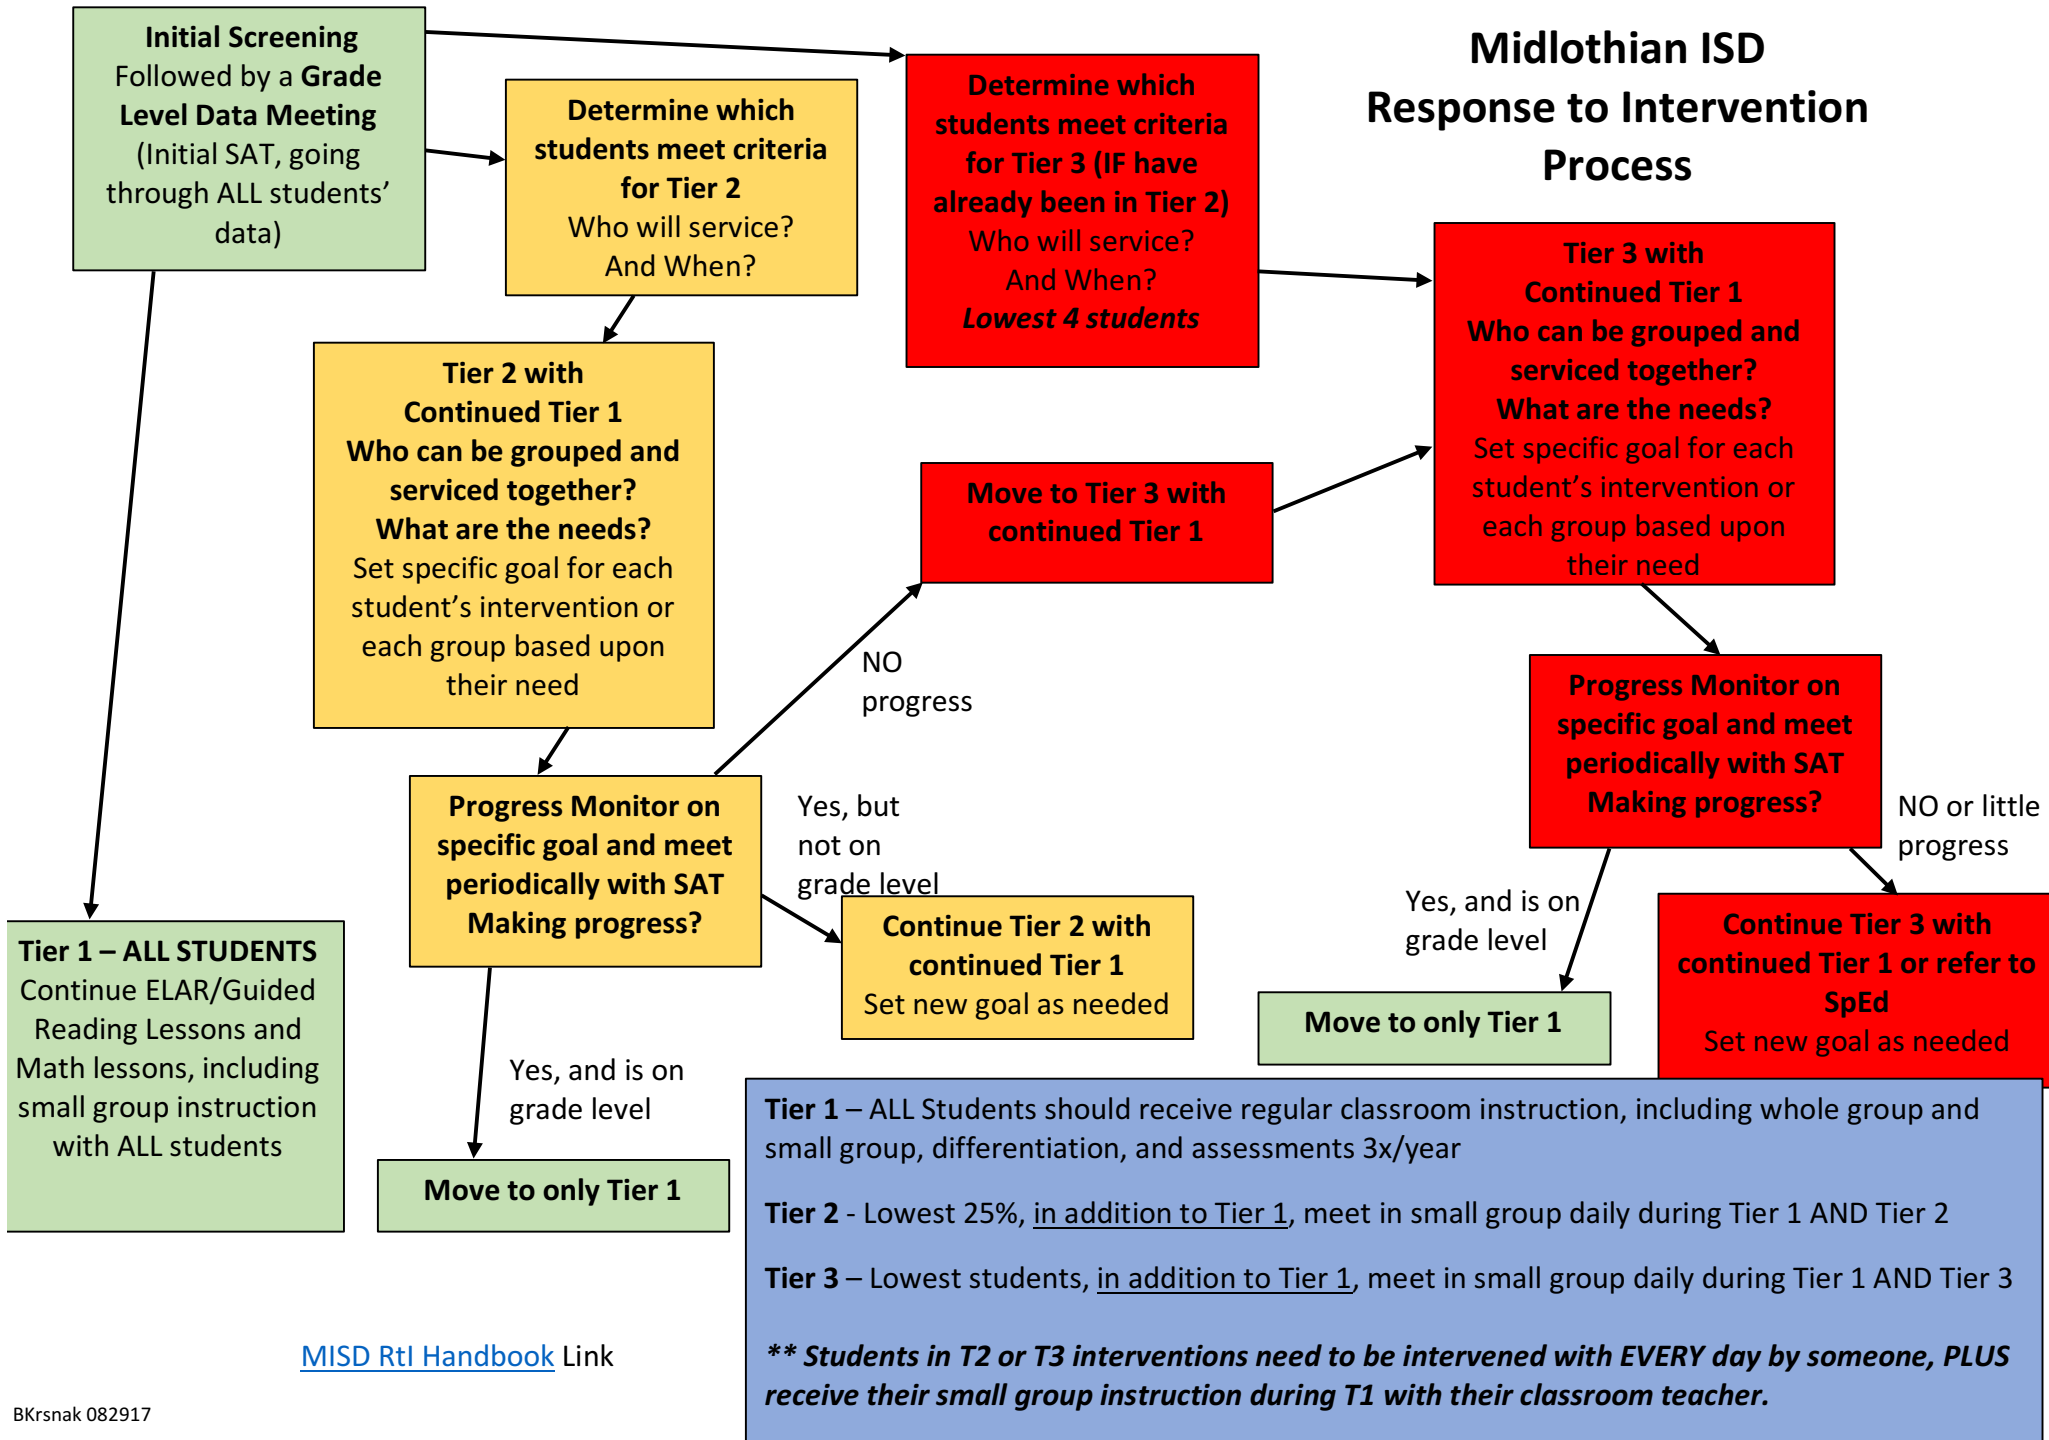 Midlothian ISD
Response to Intervention
Process
Initial Screening
Followed by a Grade
Level Data Meeting
(Initial SAT, going
through ALL students’
data)
Determine which
students meet criteria
for Tier 2
Who will service?
And When?
Determine which
students meet criteria
for Tier 3 (IF have
already been in Tier 2)
Who will service?
And When?
Lowest 4 students
Tier 3 with
Continued Tier 1
Who can be grouped and
serviced together?
What are the needs?
Set specific goal for each
student’s intervention or
each group based upon
their need
Tier 2 with
Continued Tier 1
Who can be grouped and
serviced together?
What are the needs?
Set specific goal for each
student’s intervention or
each group based upon
their need
Move to Tier 3 with
continued Tier 1
NO
progress
Progress Monitor on
specific goal and meet
periodically with SAT
Making progress?
Yes, but
not on
grade level
Progress Monitor on
specific goal and meet
periodically with SAT
Making progress?
NO or little
progress
Yes, and is on
grade level
Continue Tier 2 with
continued Tier 1
Set new goal as needed
Move to only Tier 1
Continue Tier 3 with
continued Tier 1 or refer to
SpEd
Set new goal as needed
Tier 1 – ALL STUDENTS
Continue ELAR/Guided
Reading Lessons and
Math lessons, including
small group instruction
with ALL students
Yes, and is on
grade level
Move to only Tier 1
Tier 1 – ALL Students should receive regular classroom instruction, including whole group and
small group, differentiation, and assessments 3x/year
Tier 2 - Lowest 25%, in addition to Tier 1, meet in small group daily during Tier 1 AND Tier 2
Tier 3 – Lowest students, in addition to Tier 1, meet in small group daily during Tier 1 AND Tier 3
** Students in T2 or T3 interventions need to be intervened with EVERY day by someone, PLUS
receive their small group instruction during T1 with their classroom teacher.
MISD RtI Handbook Link
BKrsnak 082917